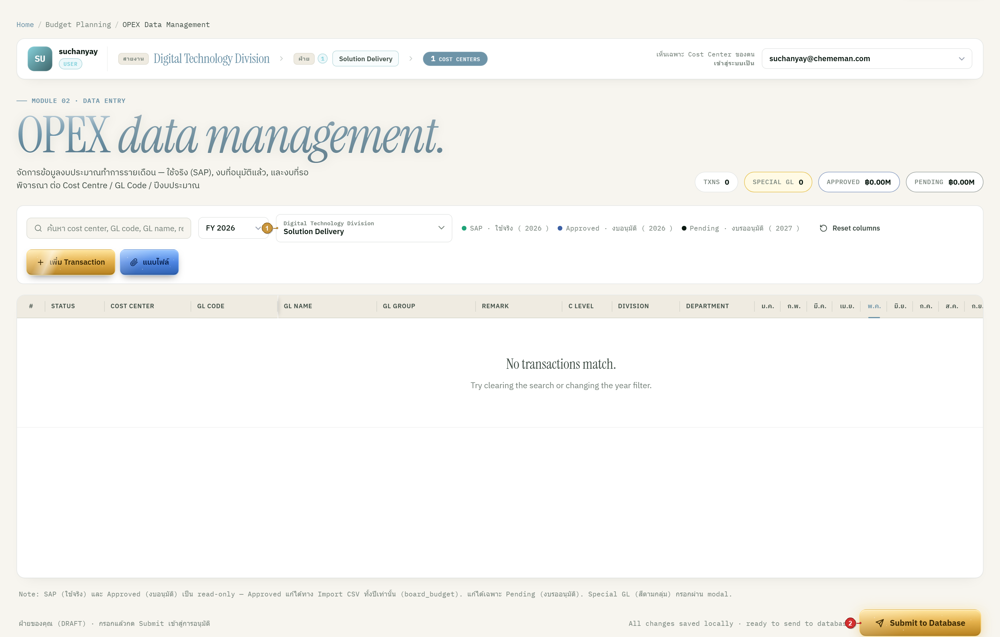 Home / Budget Planning / OPEX Data Management
SU
suchanyay
USER
สายงาน Digital Technology Division
ฝ่าย 1 Solution Delivery
1 COST CENTERS
เห็นเฉพาะ Cost Center ของตน
เข้าสู่ระบบเป็น
suchanyay@chememan.com
MODULE 02 · DATA ENTRY
OPEX data management.
จัดการข้อมูลงบประมาณทำการรายเดือน — ใช้จริง (SAP), งบที่อนุมัติแล้ว, และงบที่รอ
พิจารณา ต่อ Cost Centre / GL Code / ปีงบประมาณ
TXNS 0
SPECIAL GL 0
APPROVED ฿0.00M
PENDING ฿0.00M
ค้นหา cost center, GL code, GL name, re
FY 2026
1
Digital Technology Division
Solution Delivery
SAP · ใช้จริง ( 2026 )
Approved · งบอนุมัติ ( 2026 )
Pending · งบรออนุมัติ ( 2027 )
Reset columns
+ เพิ่ม Transaction
แนบไฟล์
# STATUS COST CENTER GL CODE GL NAME GL GROUP REMARK C LEVEL DIVISION DEPARTMENT ม.ค. ก.พ. มี.ค. เม.ย. พ.ค. มิ.ย. ก.ค. ส.ค. ก.ย.
No transactions match.
Try clearing the search or changing the year filter.
Note: SAP (ใช้จริง) และ Approved (งบอนุมัติ) เป็น read-only — Approved แก้ได้ทาง Import CSV ทั้งปีเท่านั้น (board_budget). แก้ได้เฉพาะ Pending (งบรออนุมัติ). Special GL (สีตามกลุ่ม) กรอกผ่าน modal.
ฝ่ายของคุณ (DRAFT) · กรอกแล้วกด Submit เข้าสู่การอนุมัติ
All changes saved locally · ready to send to databas
2
Submit to Database